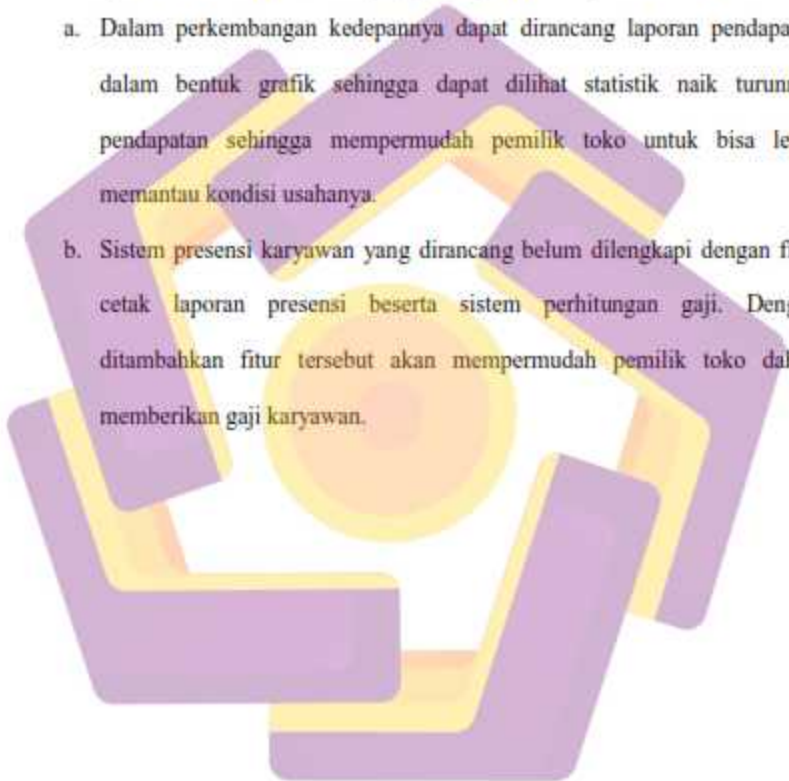 a. Dalam perkembangan kedepannya dapat dirancang laporan pendapa
dalam bentuk grafik sehingga dapat dilihat statistik naik turun
pendapatan sehingga mempermudah pemilik toko untuk bisa le
memantau kondisi usahanya.
b. Sistem presensi karyawan yang dirancang belum dilengkapi dengan f
cetak laporan presensi beserta sistem perhitungan gaji. Deng
ditambahkan fitur tersebut akan mempermudah pemilik toko dal
memberikan gaji karyawan.